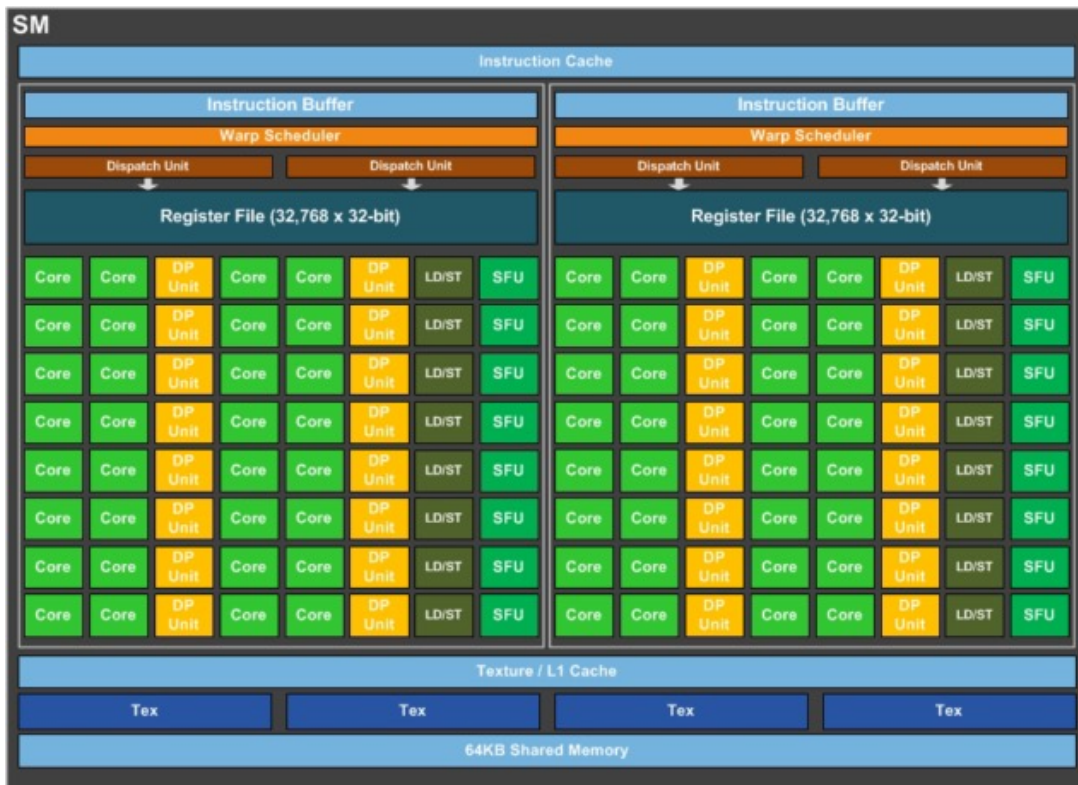 SM
Instruction Cache
Instruction Buffer Instruction Buffer
Warp Scheduler Warp Scheduler
Dispatch Unit Dispatch Unit Dispatch Unit Dispatch Unit
Register File (32,768 x 32-bit) Register File (32,768 x 32-bit)
Core Core DP Unit Core Core DP Unit LD/ST SFU Core Core DP Unit Core Core DP Unit LD/ST SFU
Core Core DP Unit Core Core DP Unit LD/ST SFU Core Core DP Unit Core Core DP Unit LD/ST SFU
Core Core DP Unit Core Core DP Unit LD/ST SFU Core Core DP Unit Core Core DP Unit LD/ST SFU
Core Core DP Unit Core Core DP Unit LD/ST SFU Core Core DP Unit Core Core DP Unit LD/ST SFU
Core Core DP Unit Core Core DP Unit LD/ST SFU Core Core DP Unit Core Core DP Unit LD/ST SFU
Core Core DP Unit Core Core DP Unit LD/ST SFU Core Core DP Unit Core Core DP Unit LD/ST SFU
Core Core DP Unit Core Core DP Unit LD/ST SFU Core Core DP Unit Core Core DP Unit LD/ST SFU
Core Core DP Unit Core Core DP Unit LD/ST SFU Core Core DP Unit Core Core DP Unit LD/ST SFU
Texture / L1 Cache
Tex Tex Tex Tex
64KB Shared Memory